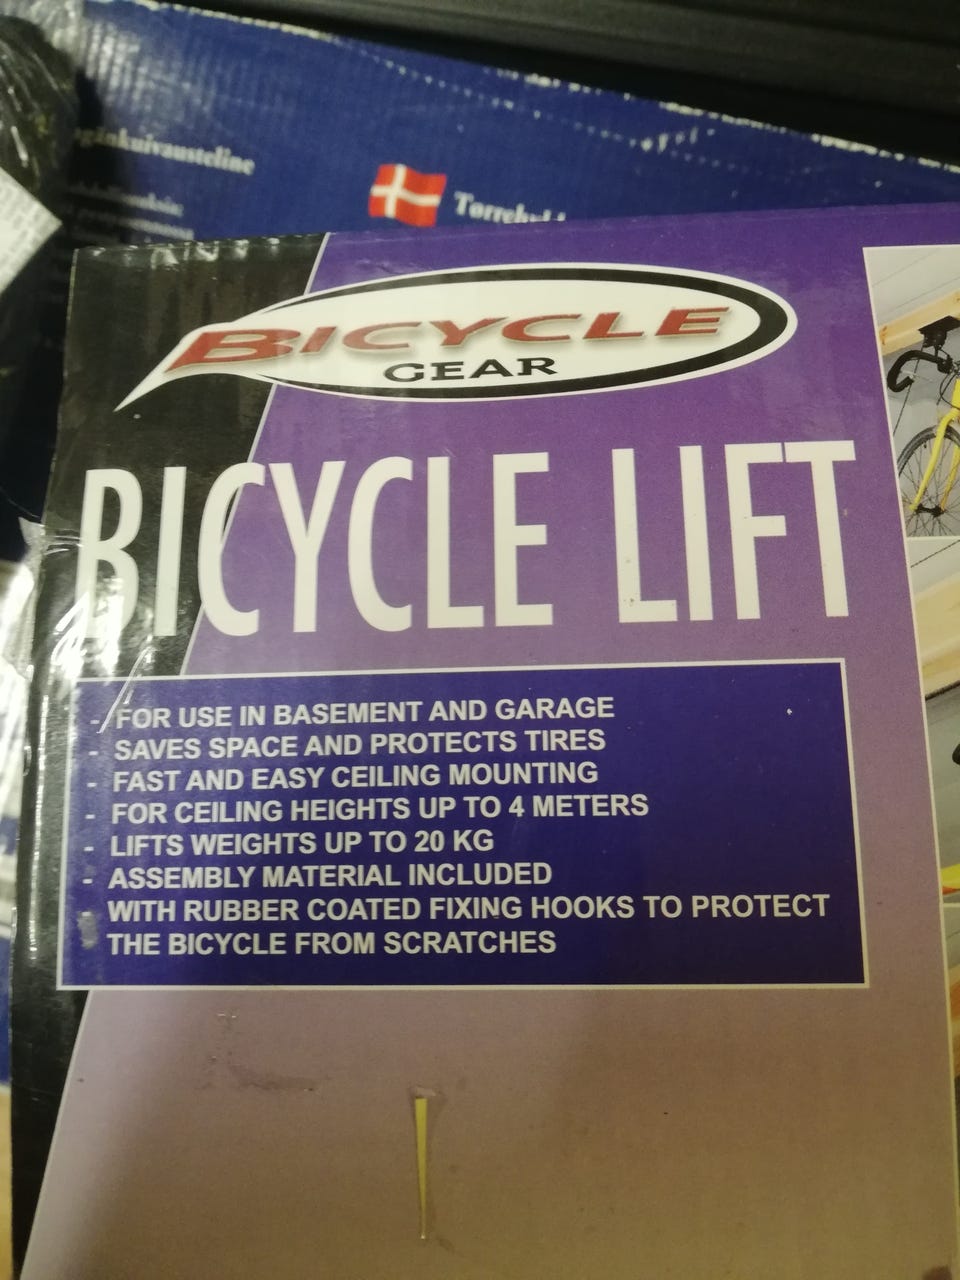 BICYCLE
GEAR
BICYCLE LIFT
- FOR USE IN BASEMENT AND GARAGE
- SAVES SPACE AND PROTECTS TIRES
- FAST AND EASY CEILING MOUNTING
- FOR CEILING HEIGHTS UP TO 4 METERS
- LIFTS WEIGHTS UP TO 20 KG
- ASSEMBLY MATERIAL INCLUDED
WITH RUBBER COATED FIXING HOOKS TO PROTECT
THE BICYCLE FROM SCRATCHES